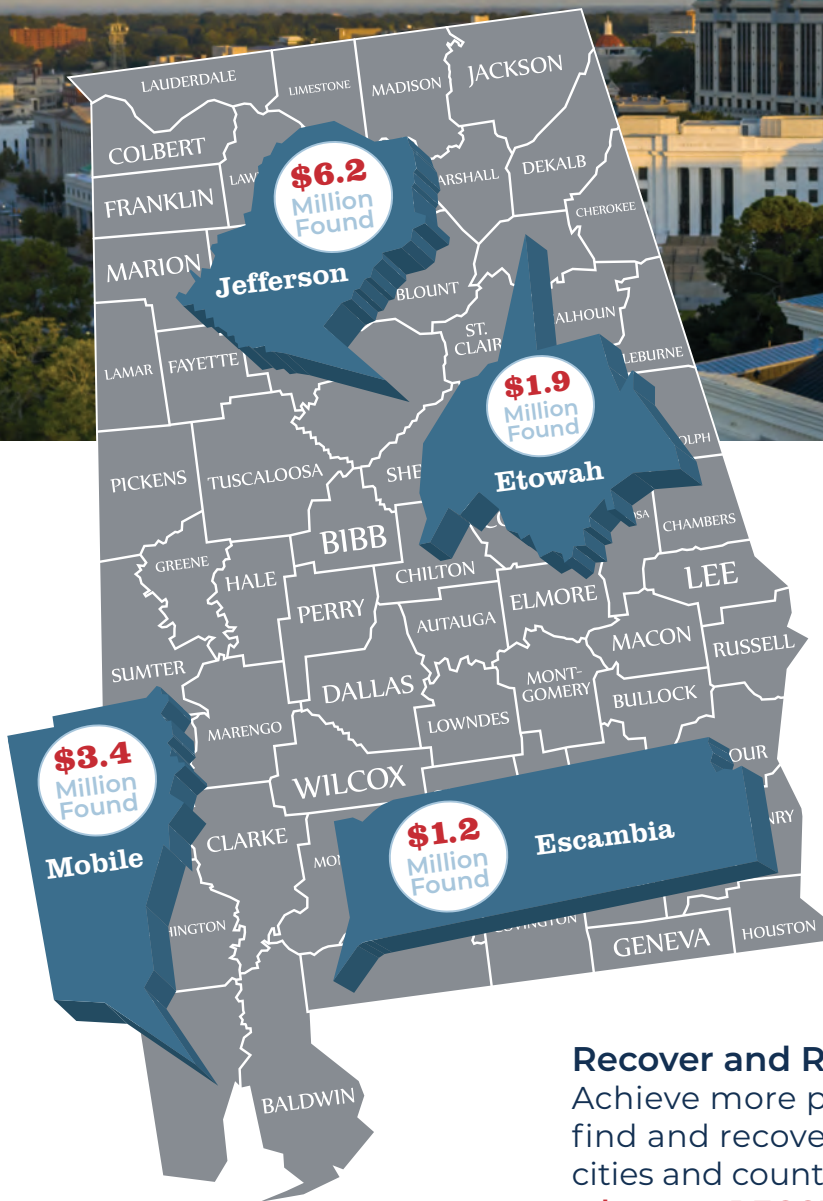 LAUDERDALE
LIMESTONE
MADISON
JACKSON
COLBERT
FRANKLIN
MARSHALL
DEKALB
CHEROKEE
MARION
$6.2
Million
Found
Jefferson
BLOUNT
ST.
CLAIR
LAMAR
FAYETTE
$1.9
Million
Found
Etowah
PICKENS
TUSCALOOSA
BIBB
CHAMBERS
GREENE
HALE
CHILTON
LEE
PERRY
AUTAUGA
ELMORE
MACON
RUSSELL
SUMTER
DALLAS
MONT-
GOMERY
BULLOCK
MARENGO
LOWNDES
$3.4
Million
Found
Mobile
WILCOX
CLARKE
$1.2
Million
Found
Escambia
GENEVA
HOUSTON
BALDWIN
Recover and R
Achieve more p
find and recove
cities and count